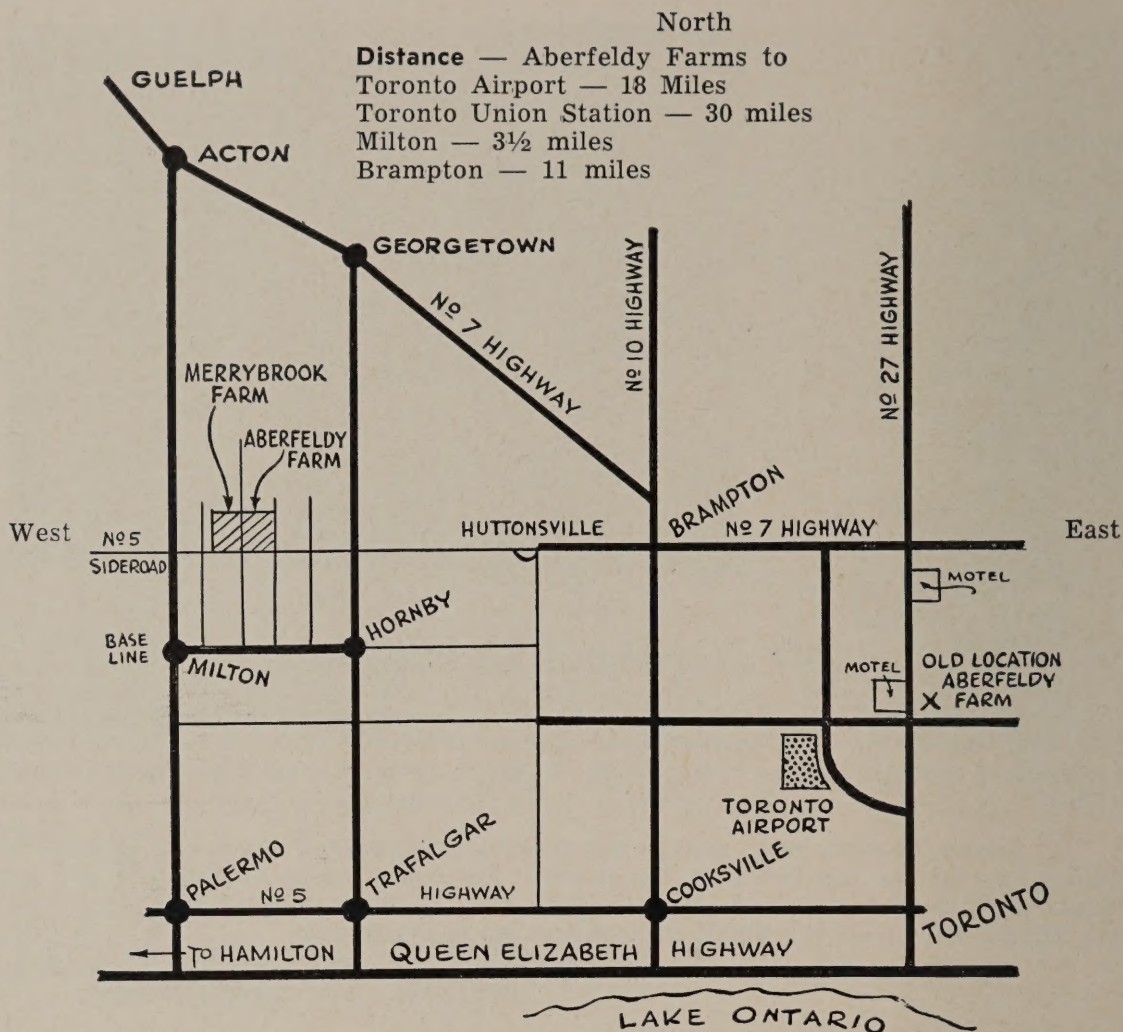 North
Distance — Aberfeldy Farms to
Toronto Airport — 18 Miles
Toronto Union Station — 30 miles
Milton — 3½ miles
Brampton — 11 miles
GUELPH
ACTON
GEORGETOWN
No 7 HIGHWAY
No 10 HIGHWAY
No 27 HIGHWAY
MERRYBROOK
FARM
ABERFELDY
FARM
West
No 5
SIDEROAD
HUTTONSVILLE
BRAMPTON
No 7 HIGHWAY
East
MOTEL
BASE
LINE
MILTON
HORNBY
MOTEL
OLD LOCATION
ABERFELDY
X FARM
TORONTO
AIRPORT
PALERMO
No 5
TRAFALGAR
HIGHWAY
COOKSVILLE
TORONTO
TO HAMILTON
QUEEN ELIZABETH HIGHWAY
LAKE ONTARIO